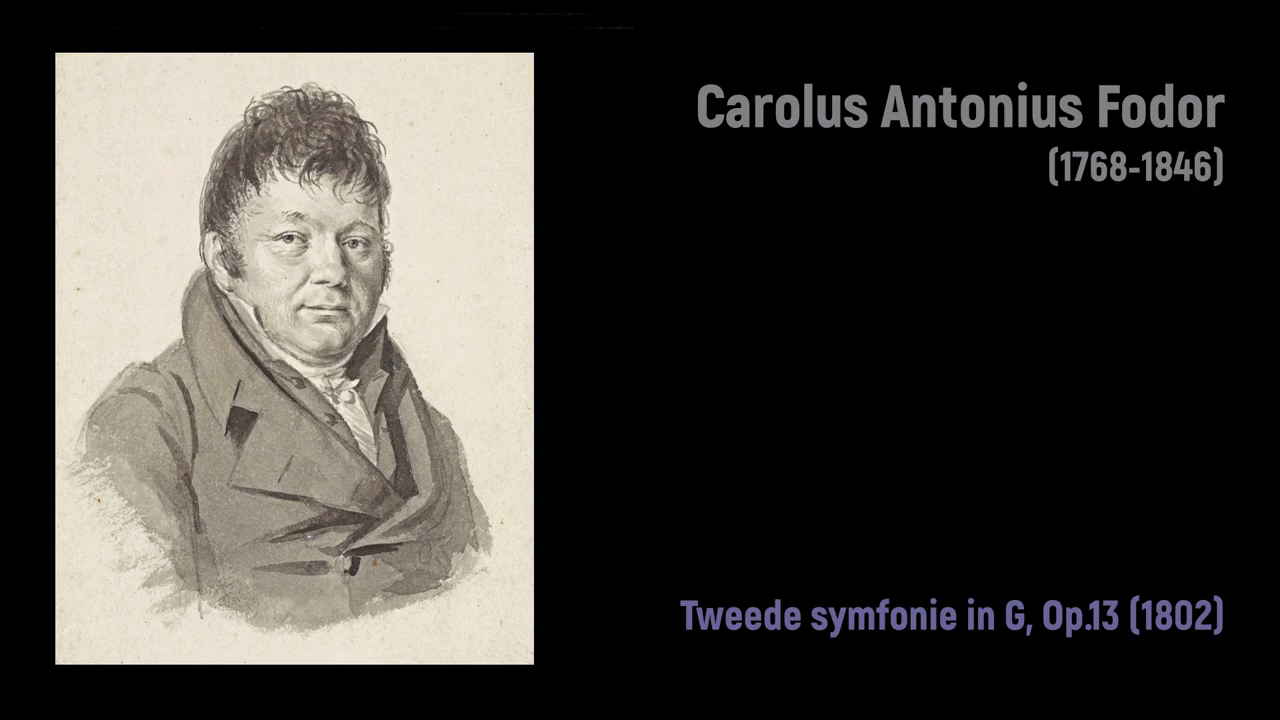 Carolus Antonius Fodor
(1768-1846)
Tweede symfonie in G, Op.13 (1802)